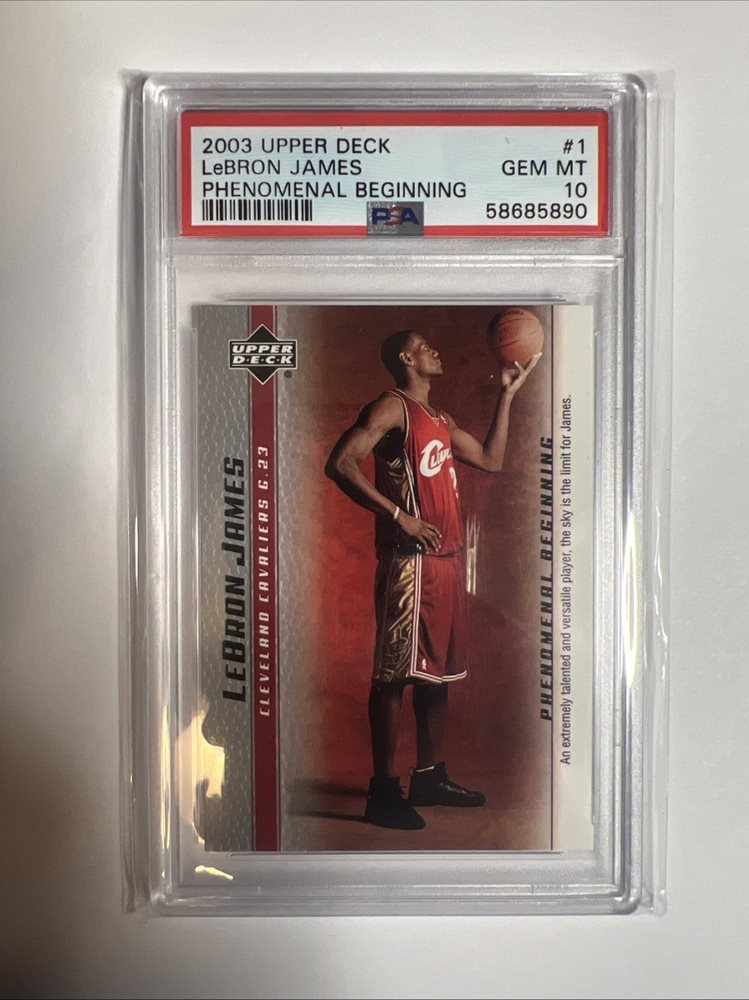 2003 UPPER DECK #1
LeBRON JAMES GEM MT
PHENOMENAL BEGINNING 10
PSA 58685890
UPPER
D·E·C·K
®
LEBRON JAMES
CLEVELAND CAVALIERS G.23
PHENOMENAL BEGINNING
An extremely talented and versatile player, the sky is the limit for James.